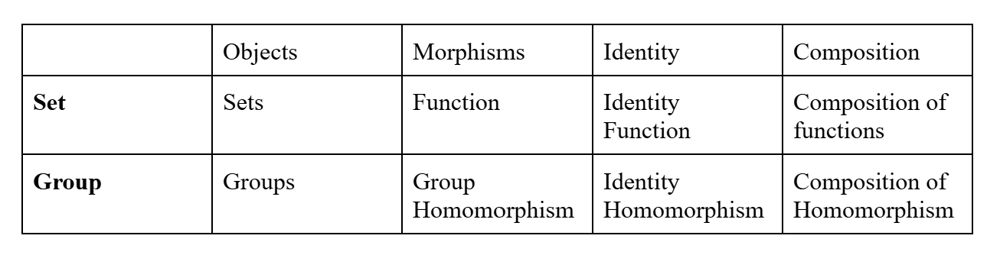 Objects Morphisms Identity Composition
Set Sets Function Identity Function Composition of functions
Group Groups Group Homomorphism Identity Homomorphism Composition of Homomorphism